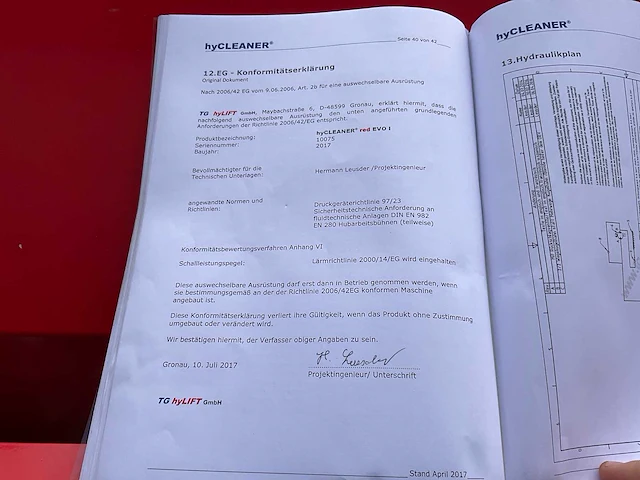 hyCLEANER®
Seite 40 von 42
12.EG - Konformitätserklärung
Original Dokument
Nach 2006/42 EG vom 9.06.2006, Art. 2b für eine auswechselbare Ausrüstung
TG hyLIFT GmbH, Maybachstraße 6, D-48599 Gronau, erklärt hiermit, dass die
nachfolgend auswechselbare Ausrüstung den unten angeführten grundlegenden
Anforderungen der Richtlinie 2006/42/EG entspricht.
Produktbezeichnung: hyCLEANER® red EVO I
Seriennummer: 10075
Baujahr: 2017
Bevollmächtigter für die Hermann Leusder /Projektingenieur
Technischen Unterlagen:
angewandte Normen und Druckgeräterichtlinie 97/23
Richtlinien: Sicherheitstechnische Anforderung an
fluidtechnische Anlagen DIN EN 982
EN 280 Hubarbeitsbühnen (teilweise)
Konformitätsbewertungsverfahren Anhang VI
Schallleistungspegel: Lärmrichtlinie 2000/14/EG wird eingehalten
Diese auswechselbare Ausrüstung darf erst dann in Betrieb genommen werden, wenn
sie bestimmungsgemäß an der der Richtlinie 2006/42EG konformen Maschine
angebaut ist.
Diese Konformitätserklärung verliert ihre Gültigkeit, wenn das Produkt ohne Zustimmung
umgebaut oder verändert wird.
Wir bestätigen hiermit, der Verfasser obiger Angaben zu sein.
Gronau, 10. Juli 2017 H. Leusder
Projektingenieur/ Unterschrift
TG hyLIFT GmbH
Stand April 2017
hyCLEANER®
13.Hydraulikplan